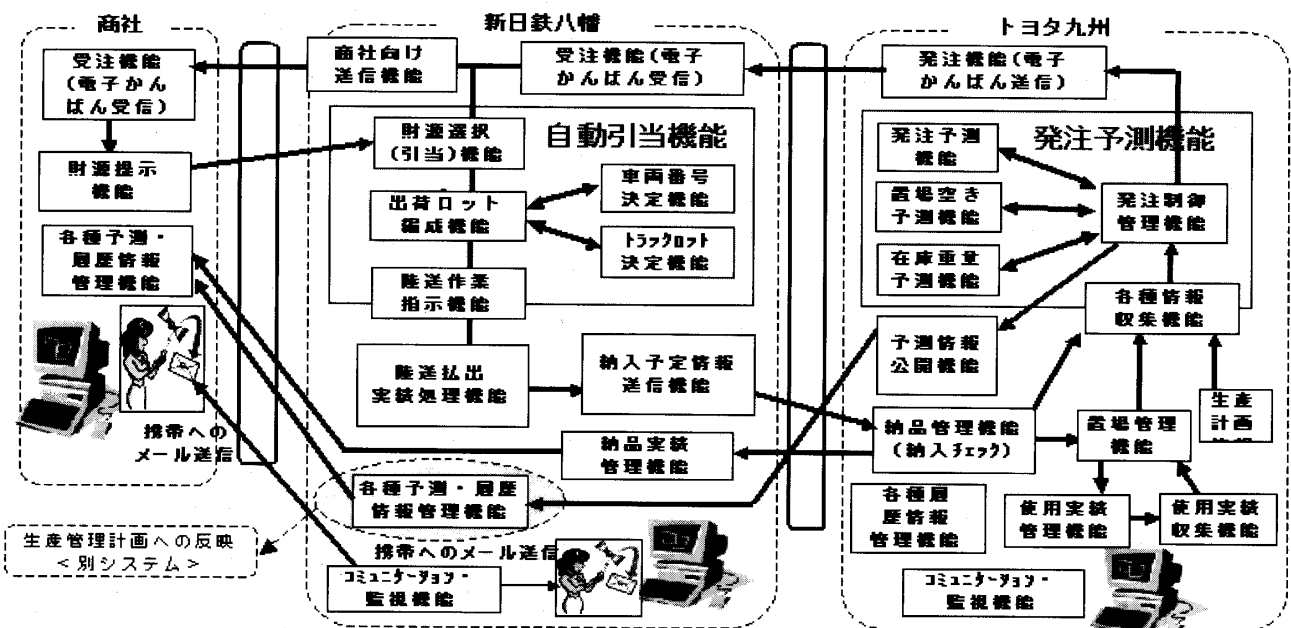 商社
受注機能
(電子かん
ばん受信)
財源提示
機能
各種予測・
履歴情報
管理機能
携帯への
メール送信
生産管理計画への反映
<別システム>
新日鉄八幡
商社向け
送信機能
受注機能(電子
かんばん受信)
自動引当機能
財源選択
(引当)機能
出荷ロット
編成機能
車両番号
決定機能
トラックロット
決定機能
陸送作業
指示機能
陸送払出
実績処理機能
納入予定情報
送信機能
納品実績
管理機能
各種予測・履歴
情報管理機能
携帯へのメール送信
コミュニケーション・
監視機能
トヨタ九州
発注機能(電子
かんばん送信)
発注予測機能
発注予測
機能
置場空き
予測機能
在庫重量
予測機能
発注制御
管理機能
各種情報
収集機能
予測情報
公開機能
生産
計画
納品管理機能
(納入チェック)
置場管理
機能
各種履
歴情報
管理機能
使用実績
管理機能
使用実績
収集機能
コミュニケーション・
監視機能